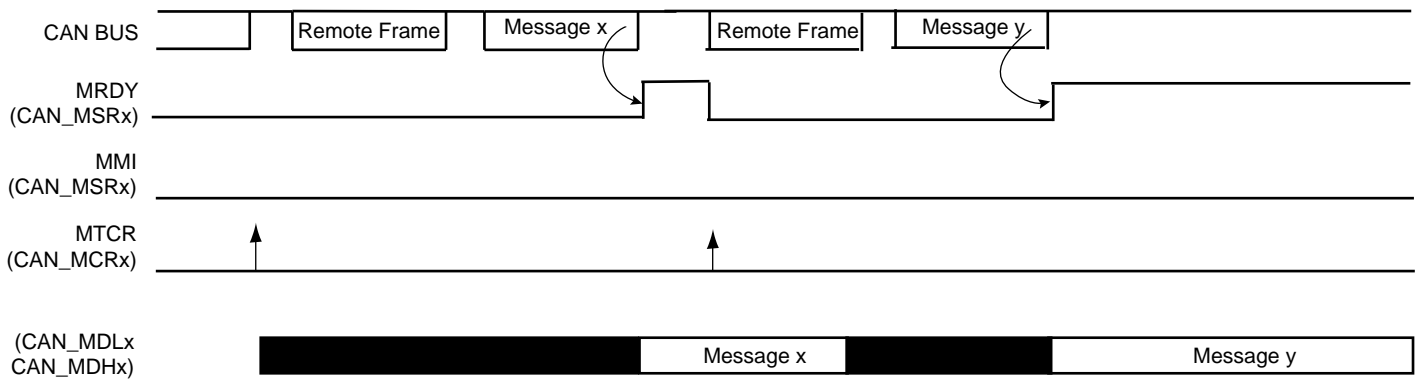 CAN BUS
Remote Frame
Message x
Remote Frame
Message y
MRDY
(CAN_MSRx)
MMI
(CAN_MSRx)
MTCR
(CAN_MCRx)
(CAN_MDLx
CAN_MDHx)
Message x
Message y